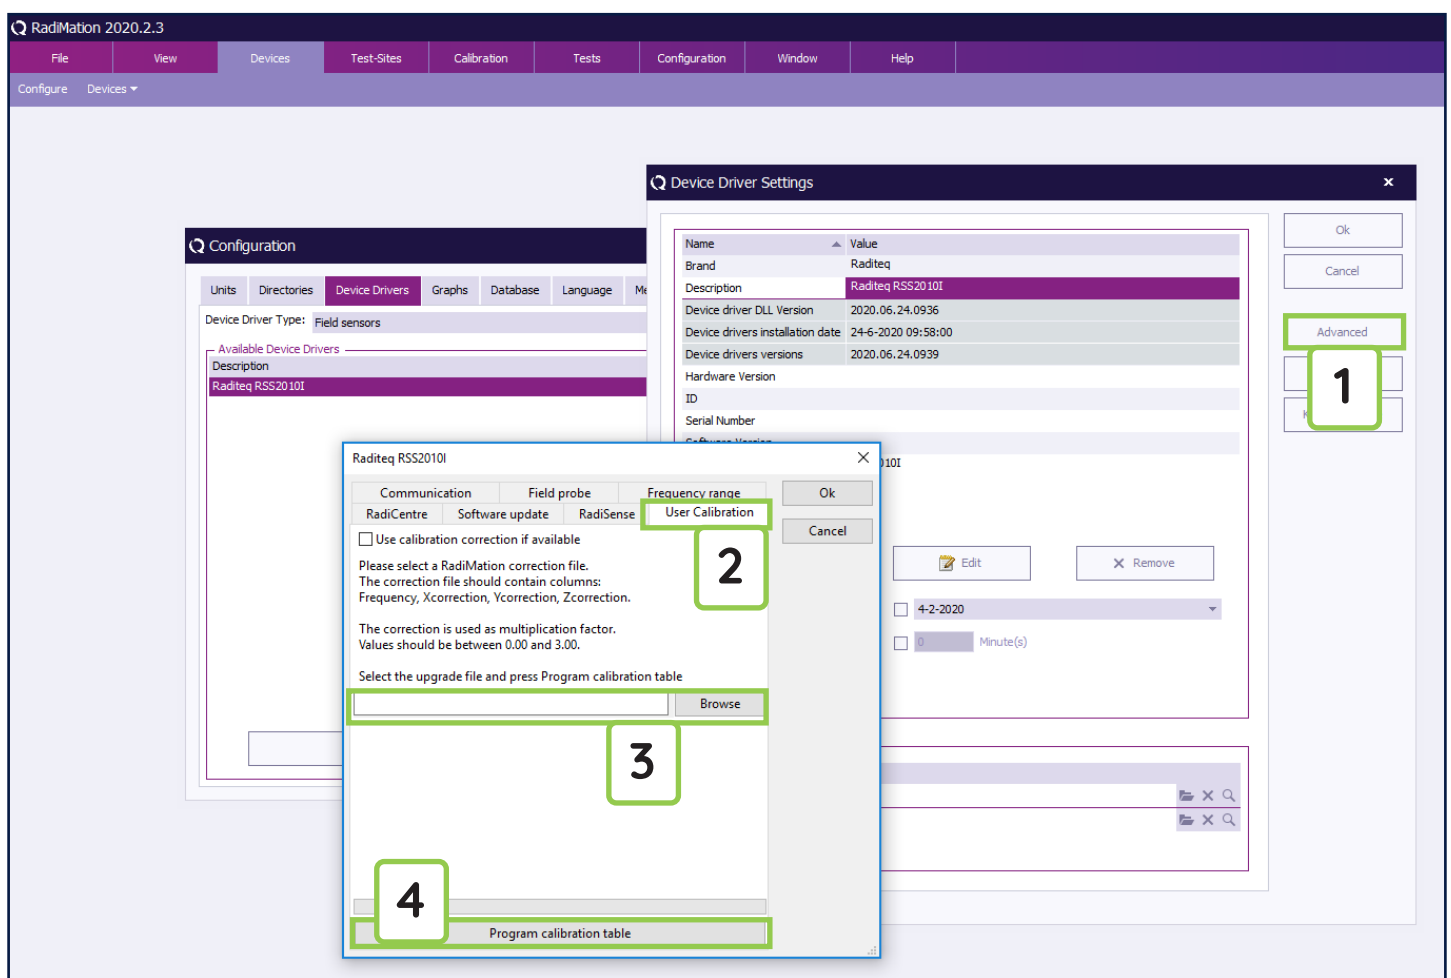 RadiMation 2020.2.3
File View Devices Test-Sites Calibration Tests Configuration Window Help
Configure Devices
Device Driver Settings
Ok
Cancel
Advanced
1
Name Value
Brand Raditeq
Description Raditeq RSS2010I
Device driver DLL Version 2020.06.24.0936
Device drivers installation date 24-6-2020 09:58:00
Device drivers versions 2020.06.24.0939
Hardware Version
ID
Serial Number
Software Version
Edit Remove
4-2-2020
0 Minute(s)
Configuration
Units Directories Device Drivers Graphs Database Language
Device Driver Type: Field sensors
Available Device Drivers
Description
Raditeq RSS2010I
Raditeq RSS2010I
Communication Field probe Frequency range
RadiCentre Software update RadiSense User Calibration
Ok
Cancel
2
Use calibration correction if available
Please select a RadiMation correction file.
The correction file should contain columns:
Frequency, Xcorrection, Ycorrection, Zcorrection.
The correction is used as multiplication factor.
Values should be between 0.00 and 3.00.
Select the upgrade file and press Program calibration table
Browse
3
4
Program calibration table